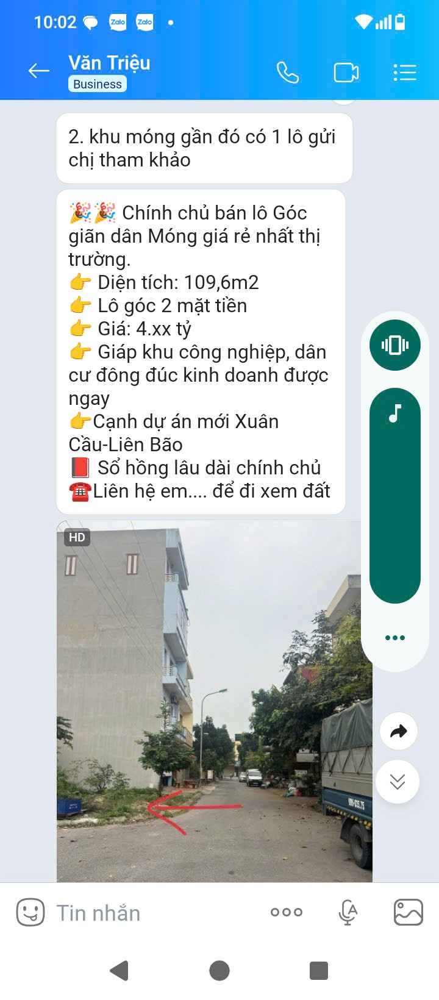 10:02
Zalo
Zalo
Văn Triệu
Business
2. khu móng gần đó có 1 lô gửi
chị tham khảo
🎉🎉 Chính chủ bán lô Góc
giãn dân Móng giá rẻ nhất thị
trường.
👉 Diện tích: 109,6m2
👉 Lô góc 2 mặt tiền
👉 Giá: 4.xx tỷ
👉 Giáp khu công nghiệp, dân
cư đông đúc kinh doanh được
ngay
👉Cạnh dự án mới Xuân
Cầu-Liên Bão
📕 Sổ hồng lâu dài chính chủ
☎️Liên hệ em.... để đi xem đất
HD
Tin nhắn